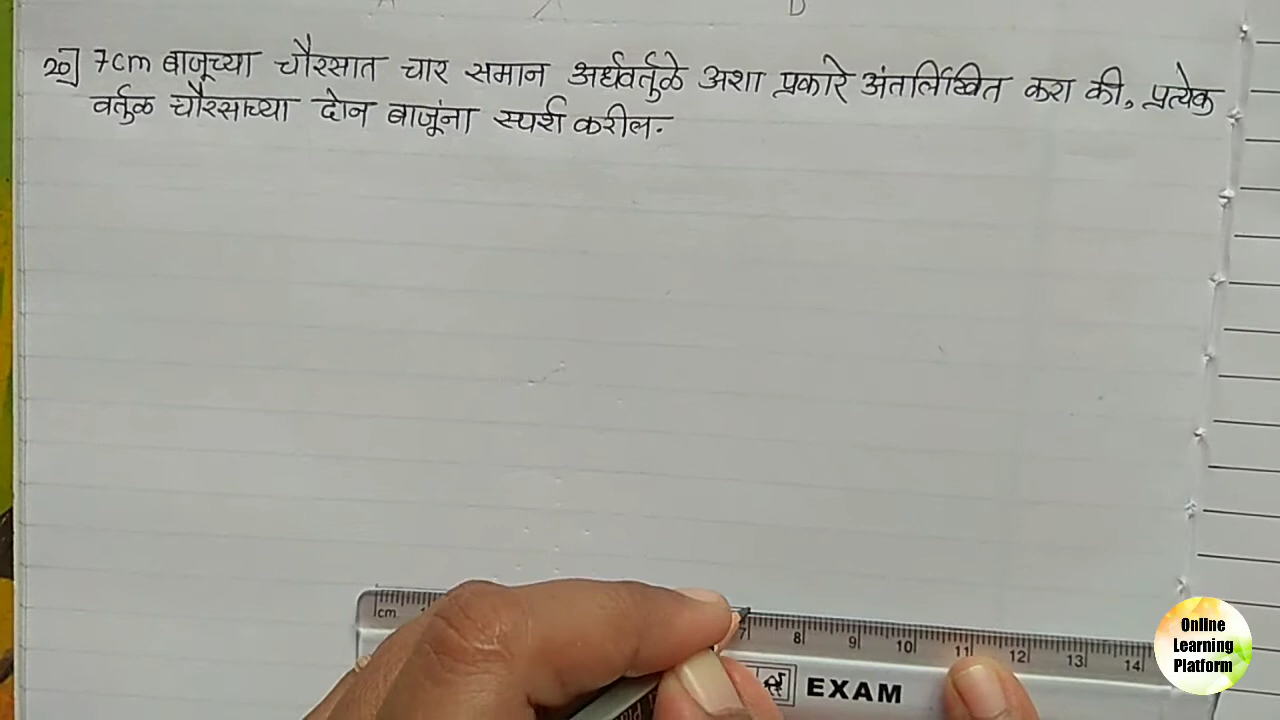 20] 7cm बाजूच्या चौरसात चार समान अर्धवर्तुळे अशा प्रकारे अंतर्लिखित करा की, प्रत्येक
वर्तुळ चौरसाच्या दोन बाजूंना स्पर्श करील.
cm 7 8 9 10 11 12 13 14
EXAM
Online
Learning
Platform